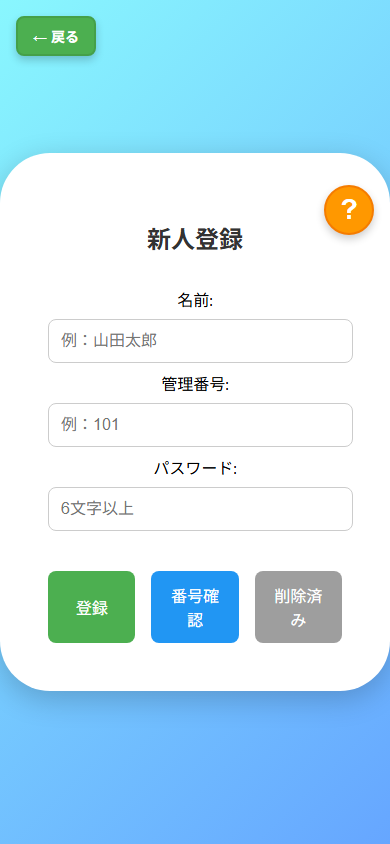 ← 戻る
?
新人登録
名前:
例：山田太郎
管理番号:
例：101
パスワード:
6文字以上
登録
番号確
認
削除済
み